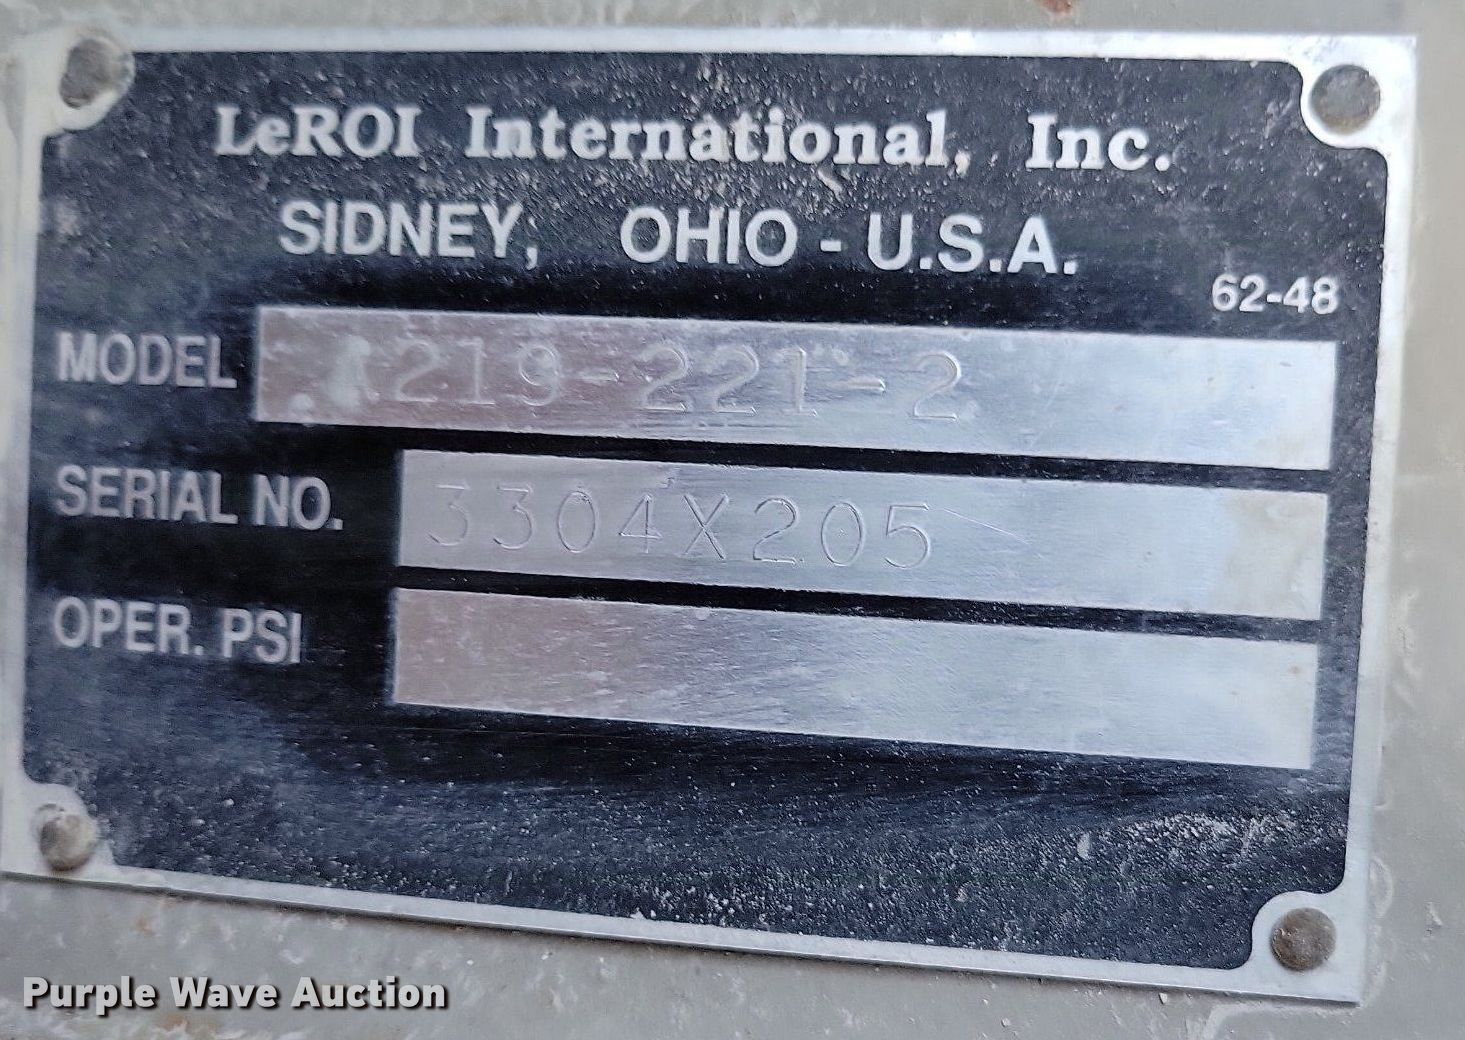 LeROI International, Inc.
SIDNEY, OHIO - U.S.A.
62-48
MODEL 219-221-2
SERIAL NO. 3304X205
OPER. PSI
Purple Wave Auction